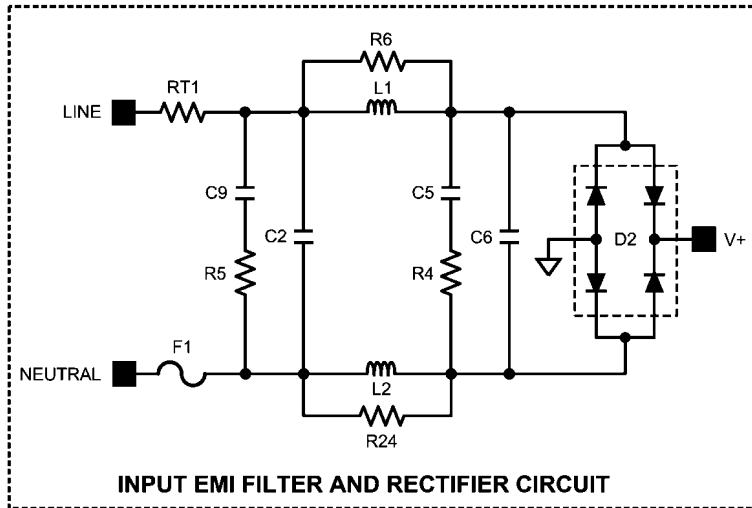 R6
RT1
L1
LINE
C9
C5
C2
C6
D2
V+
R5
R4
F1
NEUTRAL
L2
R24
INPUT EMI FILTER AND RECTIFIER CIRCUIT